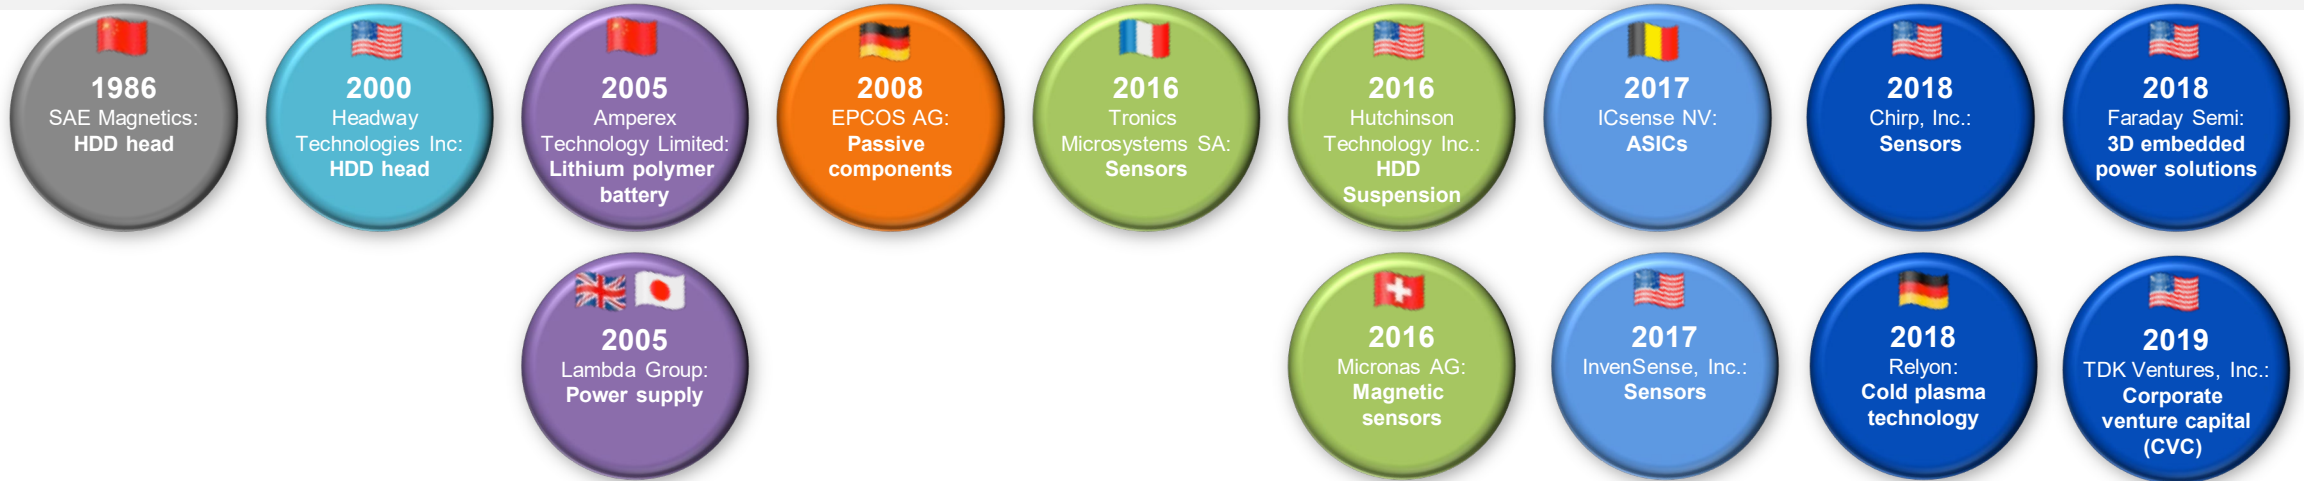 1986
SAE Magnetics:
HDD head
2000
Headway
Technologies Inc:
HDD head
2005
Amperex
Technology Limited:
Lithium polymer
battery
2008
EPCOS AG:
Passive
components
2016
Tronics
Microsystems SA:
Sensors
2016
Hutchinson
Technology Inc.:
HDD
Suspension
2017
ICsense NV:
ASICs
2018
Chirp, Inc.:
Sensors
2018
Faraday Semi:
3D embedded
power solutions
2005
Lambda Group:
Power supply
2016
Micronas AG:
Magnetic
sensors
2017
InvenSense, Inc.:
Sensors
2018
Relyon:
Cold plasma
technology
2019
TDK Ventures, Inc.:
Corporate
venture capital
(CVC)